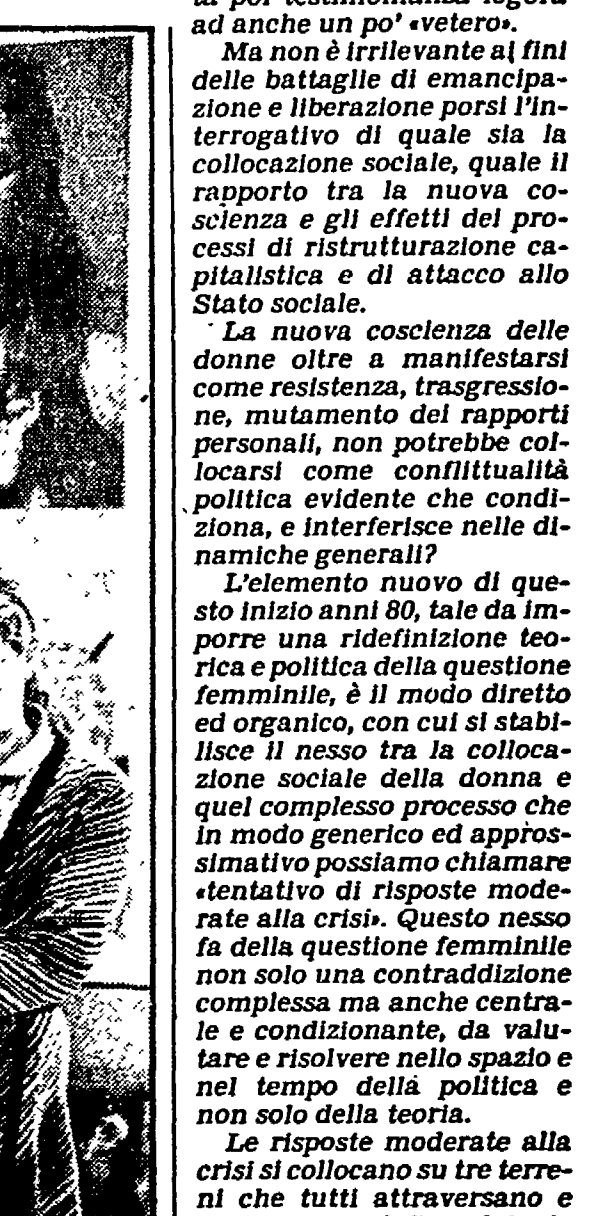 ad anche un po' «vetero».
Ma non è irrilevante ai fini
delle battaglie di emancipa-
zione e liberazione porsi l'in-
terrogativo di quale sia la
collocazione sociale, quale il
rapporto tra la nuova co-
scienza e gli effetti dei pro-
cessi di ristrutturazione ca-
pitalistica e di attacco allo
Stato sociale.
La nuova coscienza delle
donne oltre a manifestarsi
come resistenza, trasgressio-
ne, mutamento dei rapporti
personali, non potrebbe col-
locarsi come conflittualità
politica evidente che condi-
ziona, e interferisce nelle di-
namiche generali?
L'elemento nuovo di que-
sto inizio anni 80, tale da im-
porre una ridefinizione teo-
rica e politica della questione
femminile, è il modo diretto
ed organico, con cui si stabi-
lisce il nesso tra la colloca-
zione sociale della donna e
quel complesso processo che
in modo generico ed appros-
simativo possiamo chiamare
«tentativo di risposte mode-
rate alla crisi». Questo nesso
fa della questione femminile
non solo una contraddizione
complessa ma anche centra-
le e condizionante, da valu-
tare e risolvere nello spazio e
nel tempo della politica e
non solo della teoria.
Le risposte moderate alla
crisi si collocano su tre terre-
ni che tutti attraversano e